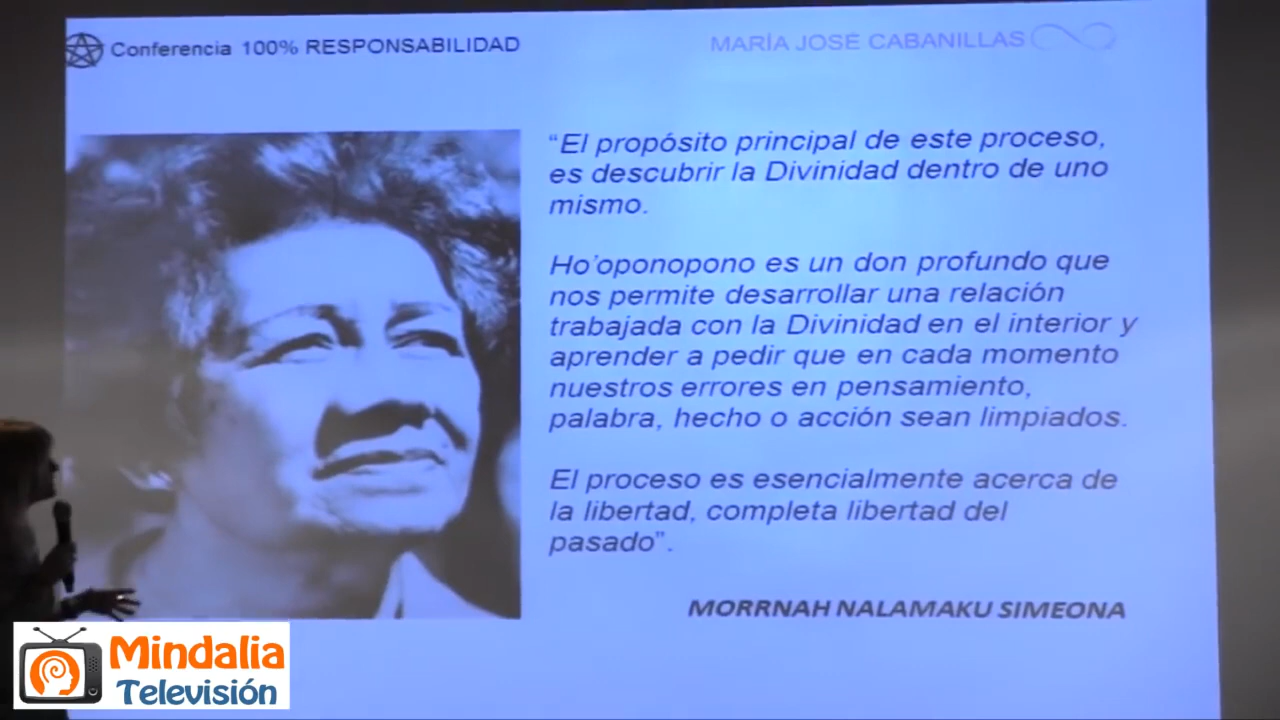 Conferencia 100% RESPONSABILIDAD
MARÍA JOSÉ CABANILLAS
“El propósito principal de este proceso,
es descubrir la Divinidad dentro de uno
mismo.
Ho’oponopono es un don profundo que
nos permite desarrollar una relación
trabajada con la Divinidad en el interior y
aprender a pedir que en cada momento
nuestros errores en pensamiento,
palabra, hecho o acción sean limpiados.
El proceso es esencialmente acerca de
la libertad, completa libertad del
pasado”.
MORRNAH NALAMAKU SIMEONA
Mindalia
Televisión